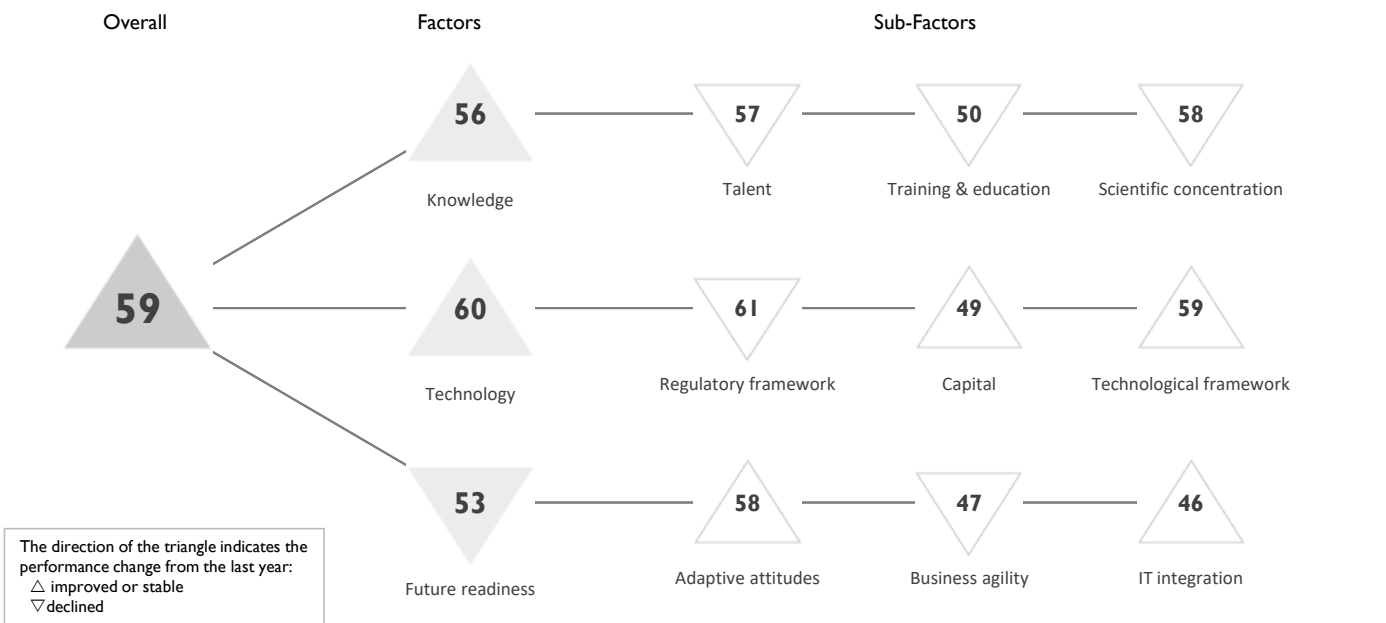 Overall
Factors
Sub-Factors
56
57
50
58
Knowledge
Talent
Training & education
Scientific concentration
59
60
61
49
59
Technology
Regulatory framework
Capital
Technological framework
53
58
47
46
Future readiness
Adaptive attitudes
Business agility
IT integration
The direction of the triangle indicates the
performance change from the last year:
△ improved or stable
▽ declined